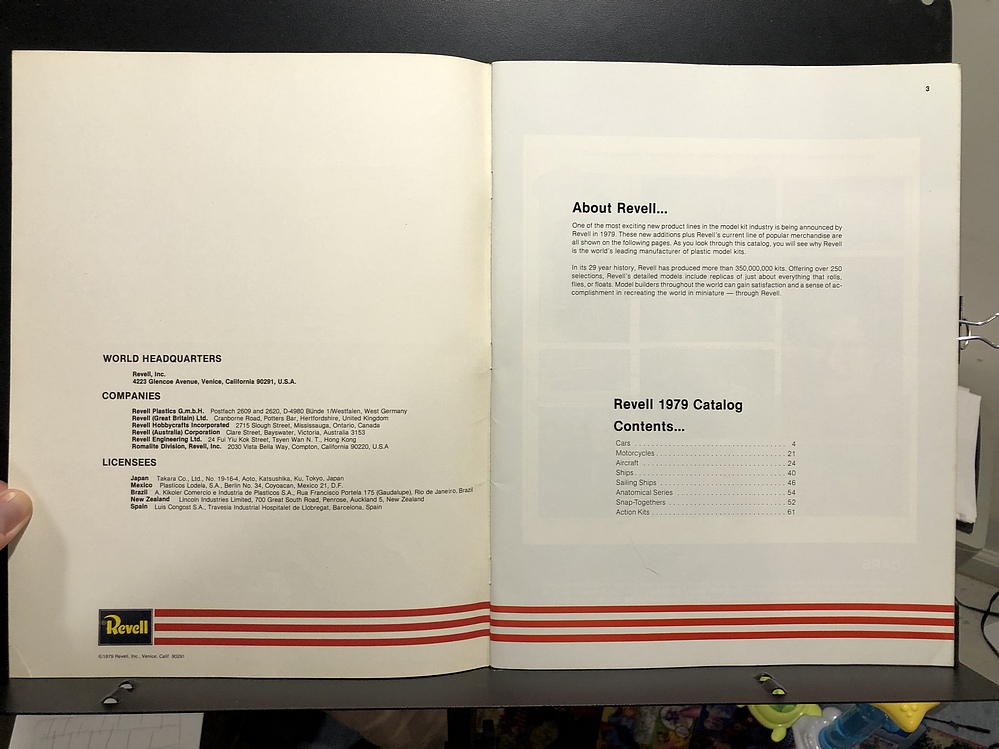 WORLD HEADQUARTERS
Revell, Inc.
4223 Glencoe Avenue, Venice, California 90291, U.S.A.
COMPANIES
Revell Plastics G.m.b.H. Postfach 2609 and 2620, D-4980 Bünde 1/Westfalen, West Germany
Revell (Great Britain) Ltd. Cranborne Road, Potters Bar, Hertfordshire, United Kingdom
Revell Hobbycrafts Incorporated 2715 Slough Street, Mississauga, Ontario, Canada
Revell (Australia) Corporation Clare Street, Bayswater, Victoria, Australia 3153
Revell Engineering Ltd. 24 Fui Yiu Kok Street, Tsyen Wan N. T., Hong Kong
Romalite Division, Revell, Inc. 2030 Vista Bella Way, Compton, California 90220, U.S.A
LICENSEES
Japan Takara Co., Ltd., No. 19-16-4, Aoto, Katsushika, Ku, Tokyo, Japan
Mexico Plasticos Lodela, S.A., Berlin No. 34, Coyoacan, Mexico 21, D.F.
Brazil A. Kikoler Comercio e Industria de Plasticos S.A., Rua Francisco Portela 175 (Gaudalupe), Rio de Janeiro, Brazil
New Zealand Lincoln Industries Limited, 700 Great South Road, Penrose, Auckland 5, New Zealand
Spain Luis Congost S.A., Travesia Industrial Hospitalet de Llobregat, Barcelona, Spain
Revell
©1979 Revell, Inc., Venice, Calif. 90291
3
About Revell...
One of the most exciting new product lines in the model kit industry is being announced by
Revell in 1979. These new additions plus Revell's current line of popular merchandise are
all shown on the following pages. As you look through this catalog, you will see why Revell
is the world's leading manufacturer of plastic model kits.
In its 29 year history, Revell has produced more than 350,000,000 kits. Offering over 250
selections, Revell's detailed models include replicas of just about everything that rolls,
flies, or floats. Model builders throughout the world can gain satisfaction and a sense of ac-
complishment in recreating the world in miniature — through Revell.
Revell 1979 Catalog
Contents...
Cars 4
Motorcycles 21
Aircraft 24
Ships 40
Sailing Ships 46
Anatomical Series 54
Snap-Togethers 52
Action Kits 61